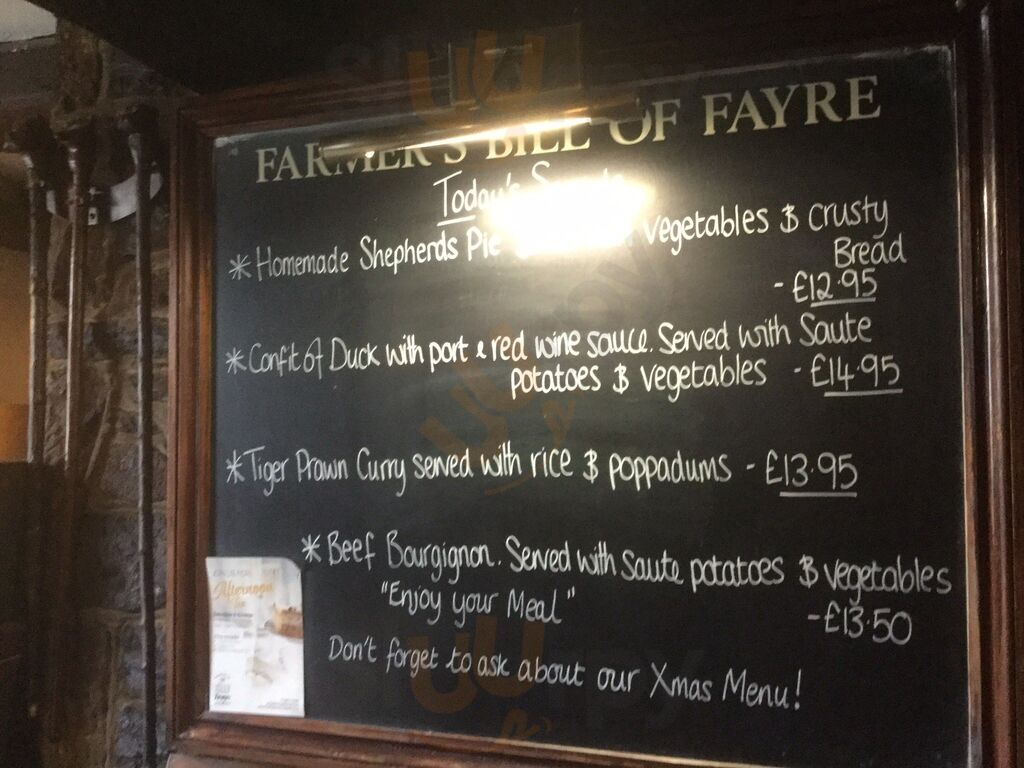 FARMER'S BILL OF FAYRE
Today's
* Homemade Shepherds Pie vegetables & Crusty
Bread
- £12.95
* Confit of Duck with port & red wine sauce. Served with Saute
potatoes & vegetables - £14.95
* Tiger Prawn Curry served with rice & poppadums - £13.95
* Beef Bourgignon. Served with saute potatoes & vegetables
"Enjoy your Meal"
- £13.50
Don't forget to ask about our Xmas Menu!
Afternoon